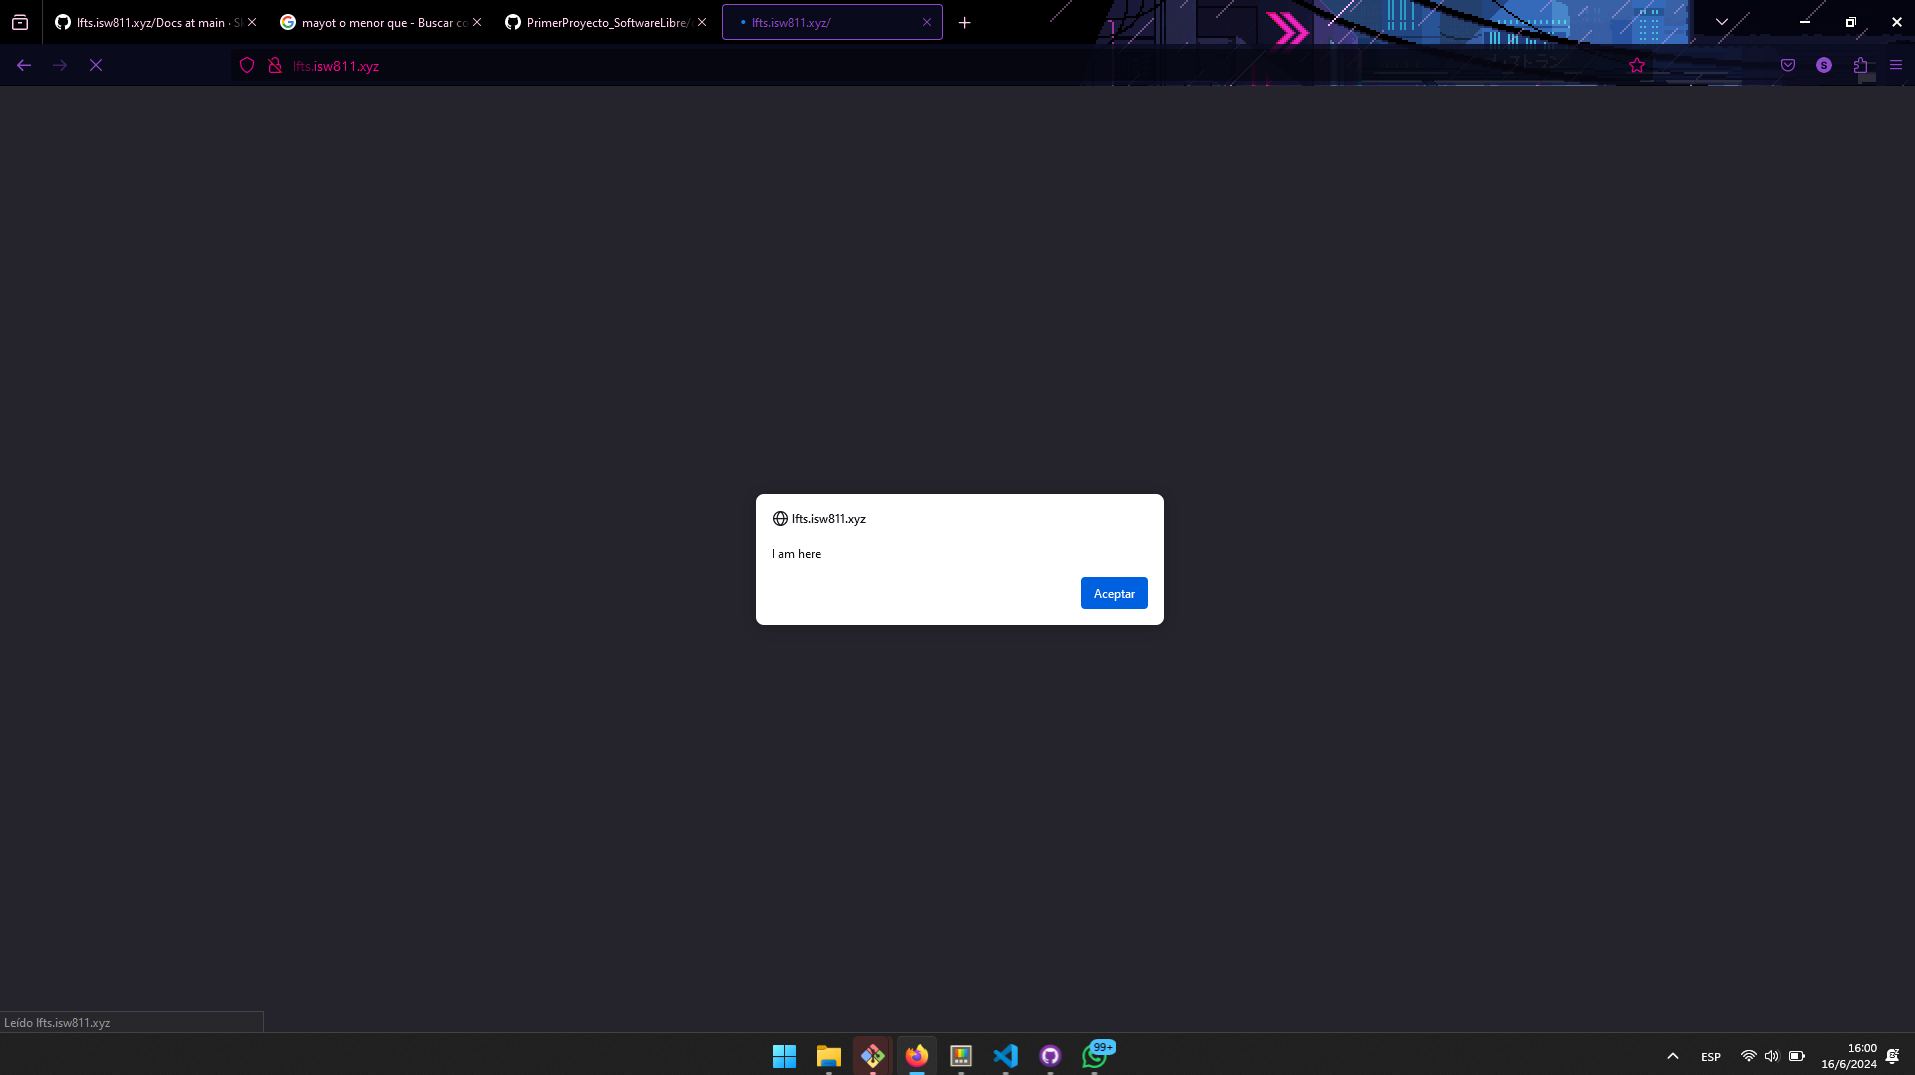 lfts.isw811.xyz/Docs at main · S
mayot o menor que - Buscar co
PrimerProyecto_SoftwareLibre/
lfts.isw811.xyz/
lfts.isw811.xyz
S
lfts.isw811.xyz
I am here
Aceptar
Leído lfts.isw811.xyz
99+
ESP
16:00
16/6/2024